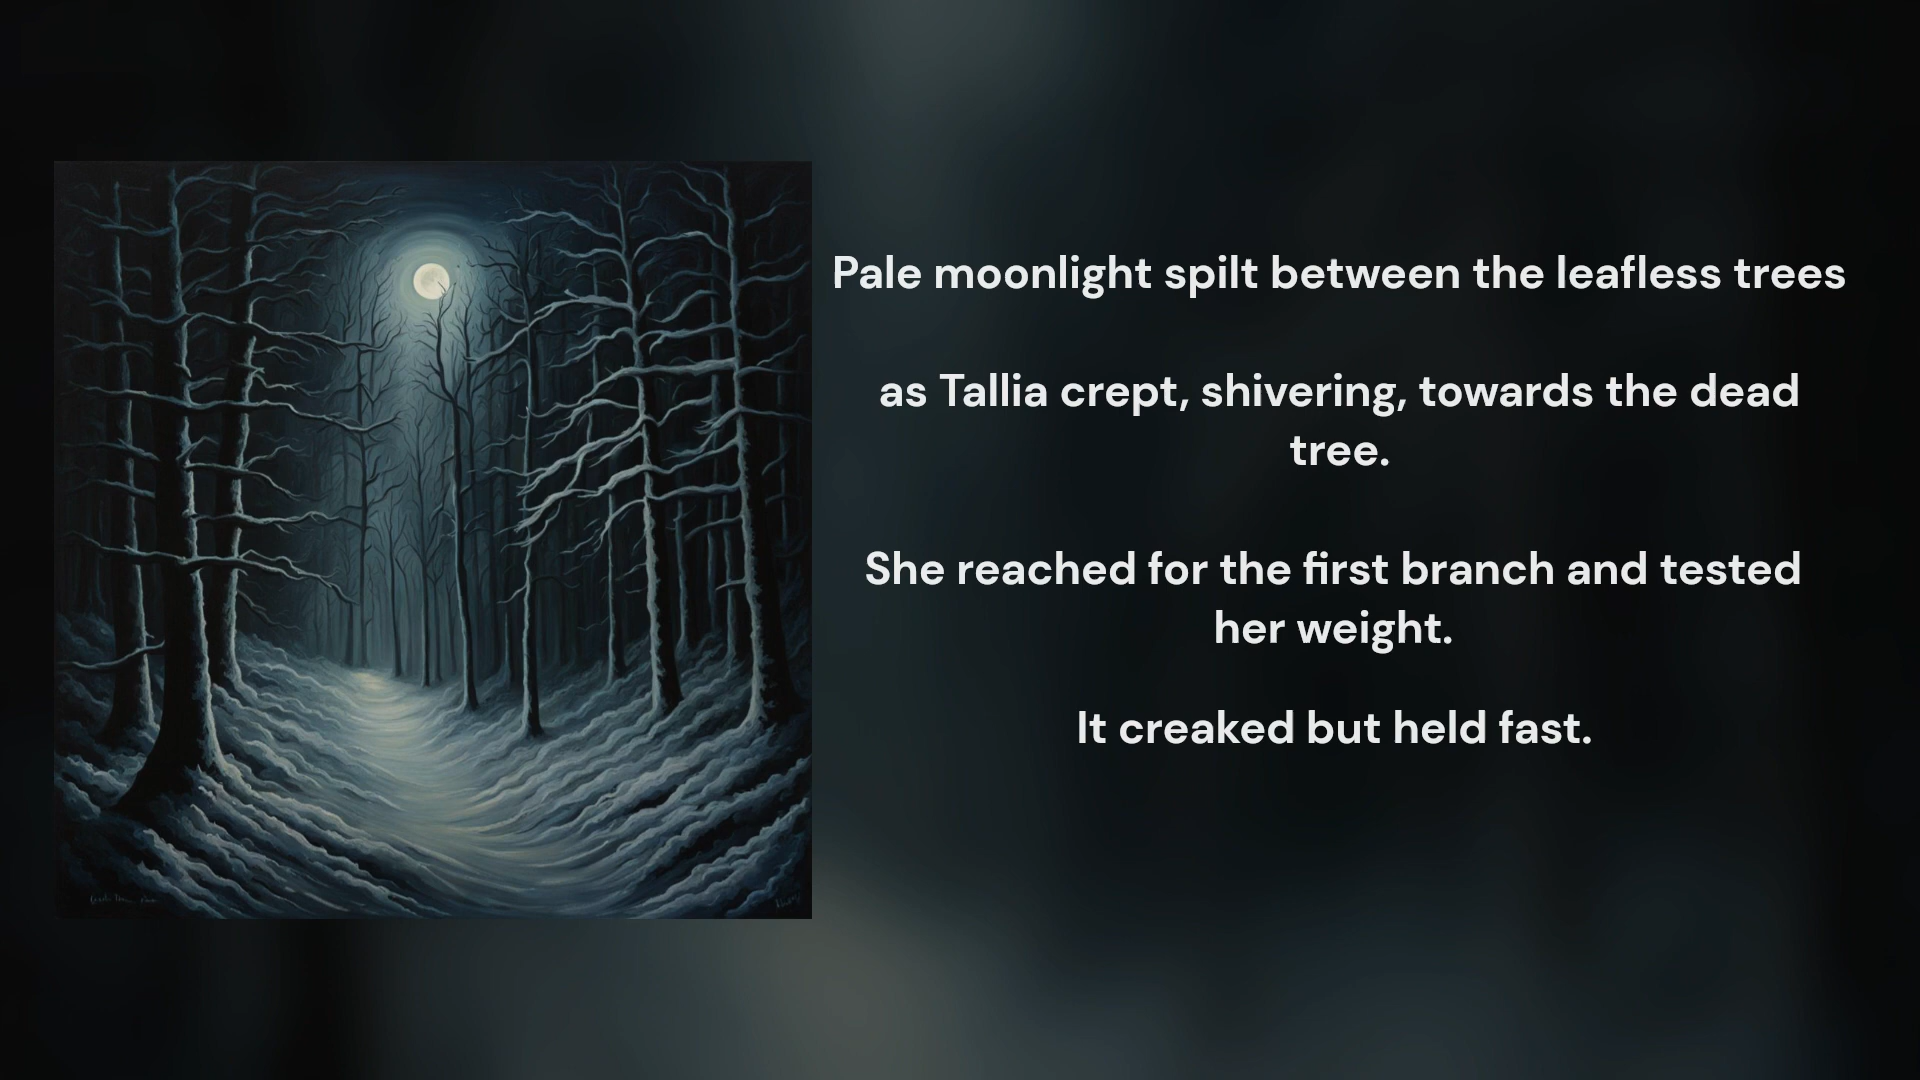 Pale moonlight spilt between the leafless trees
as Tallia crept, shivering, towards the dead
tree.
She reached for the first branch and tested
her weight.
It creaked but held fast.